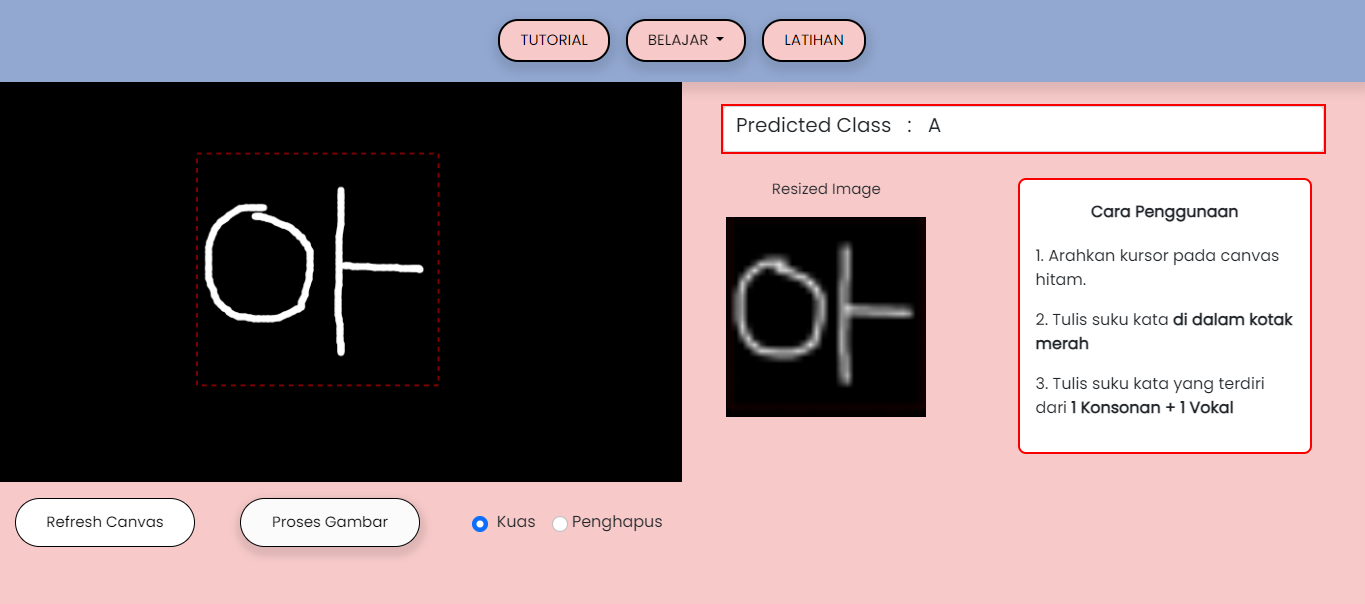 TUTORIAL
BELAJAR
LATIHAN
아
Predicted Class : A
Resized Image
아
Cara Penggunaan
1. Arahkan kursor pada canvas
hitam.
2. Tulis suku kata di dalam kotak
merah
3. Tulis suku kata yang terdiri
dari 1 Konsonan + 1 Vokal
Refresh Canvas
Proses Gambar
Kuas
Penghapus